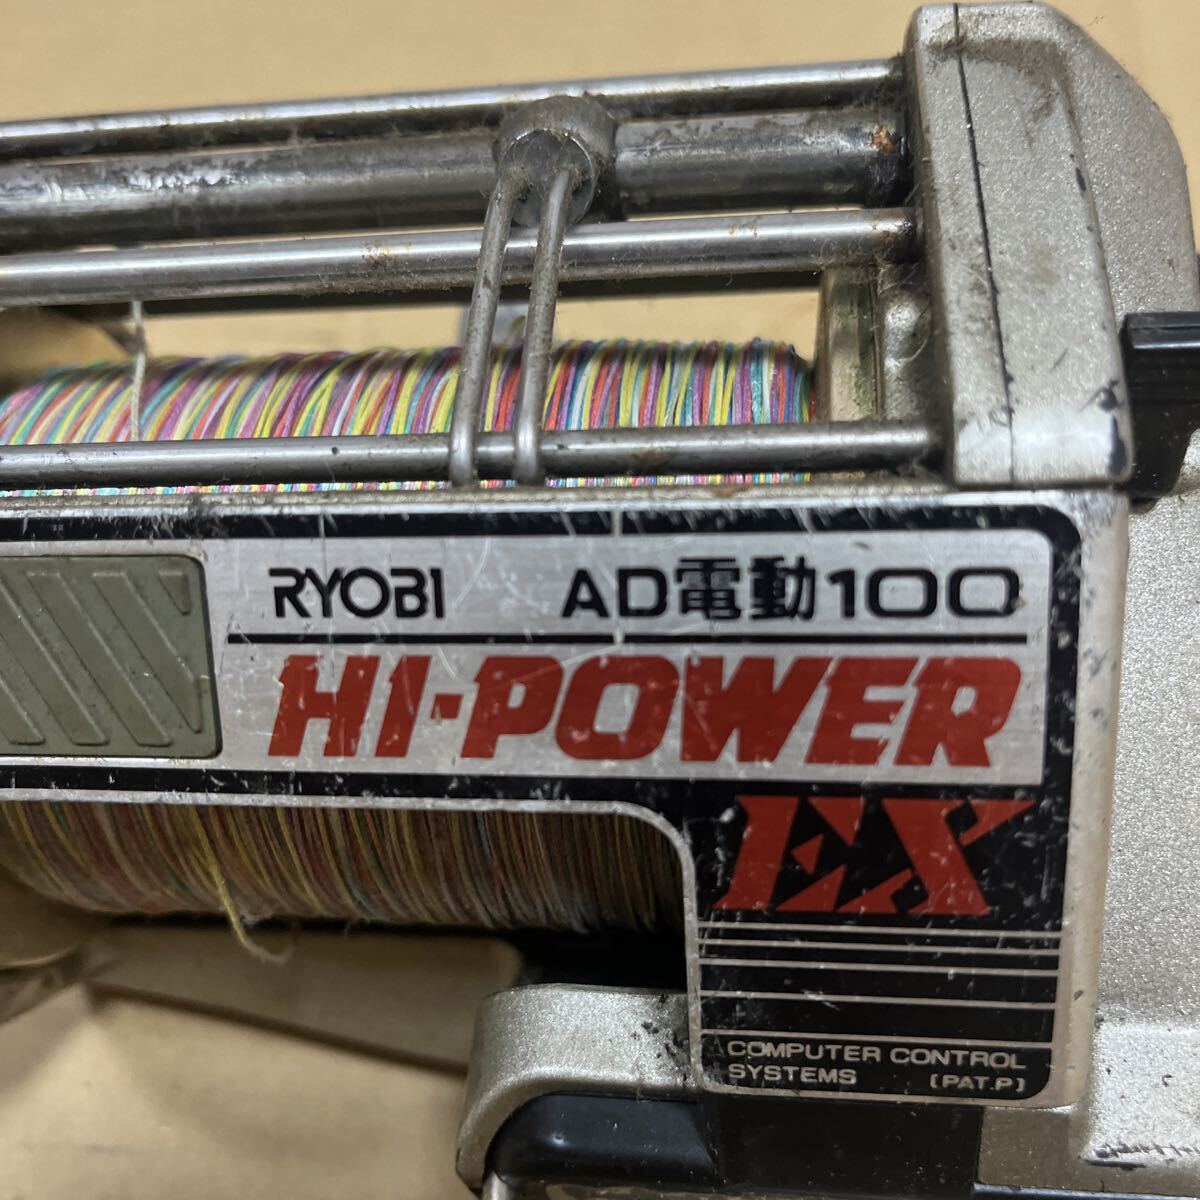 RYOBI AD電動100
HI-POWER
EX
COMPUTER CONTROL
SYSTEMS [PAT.P]